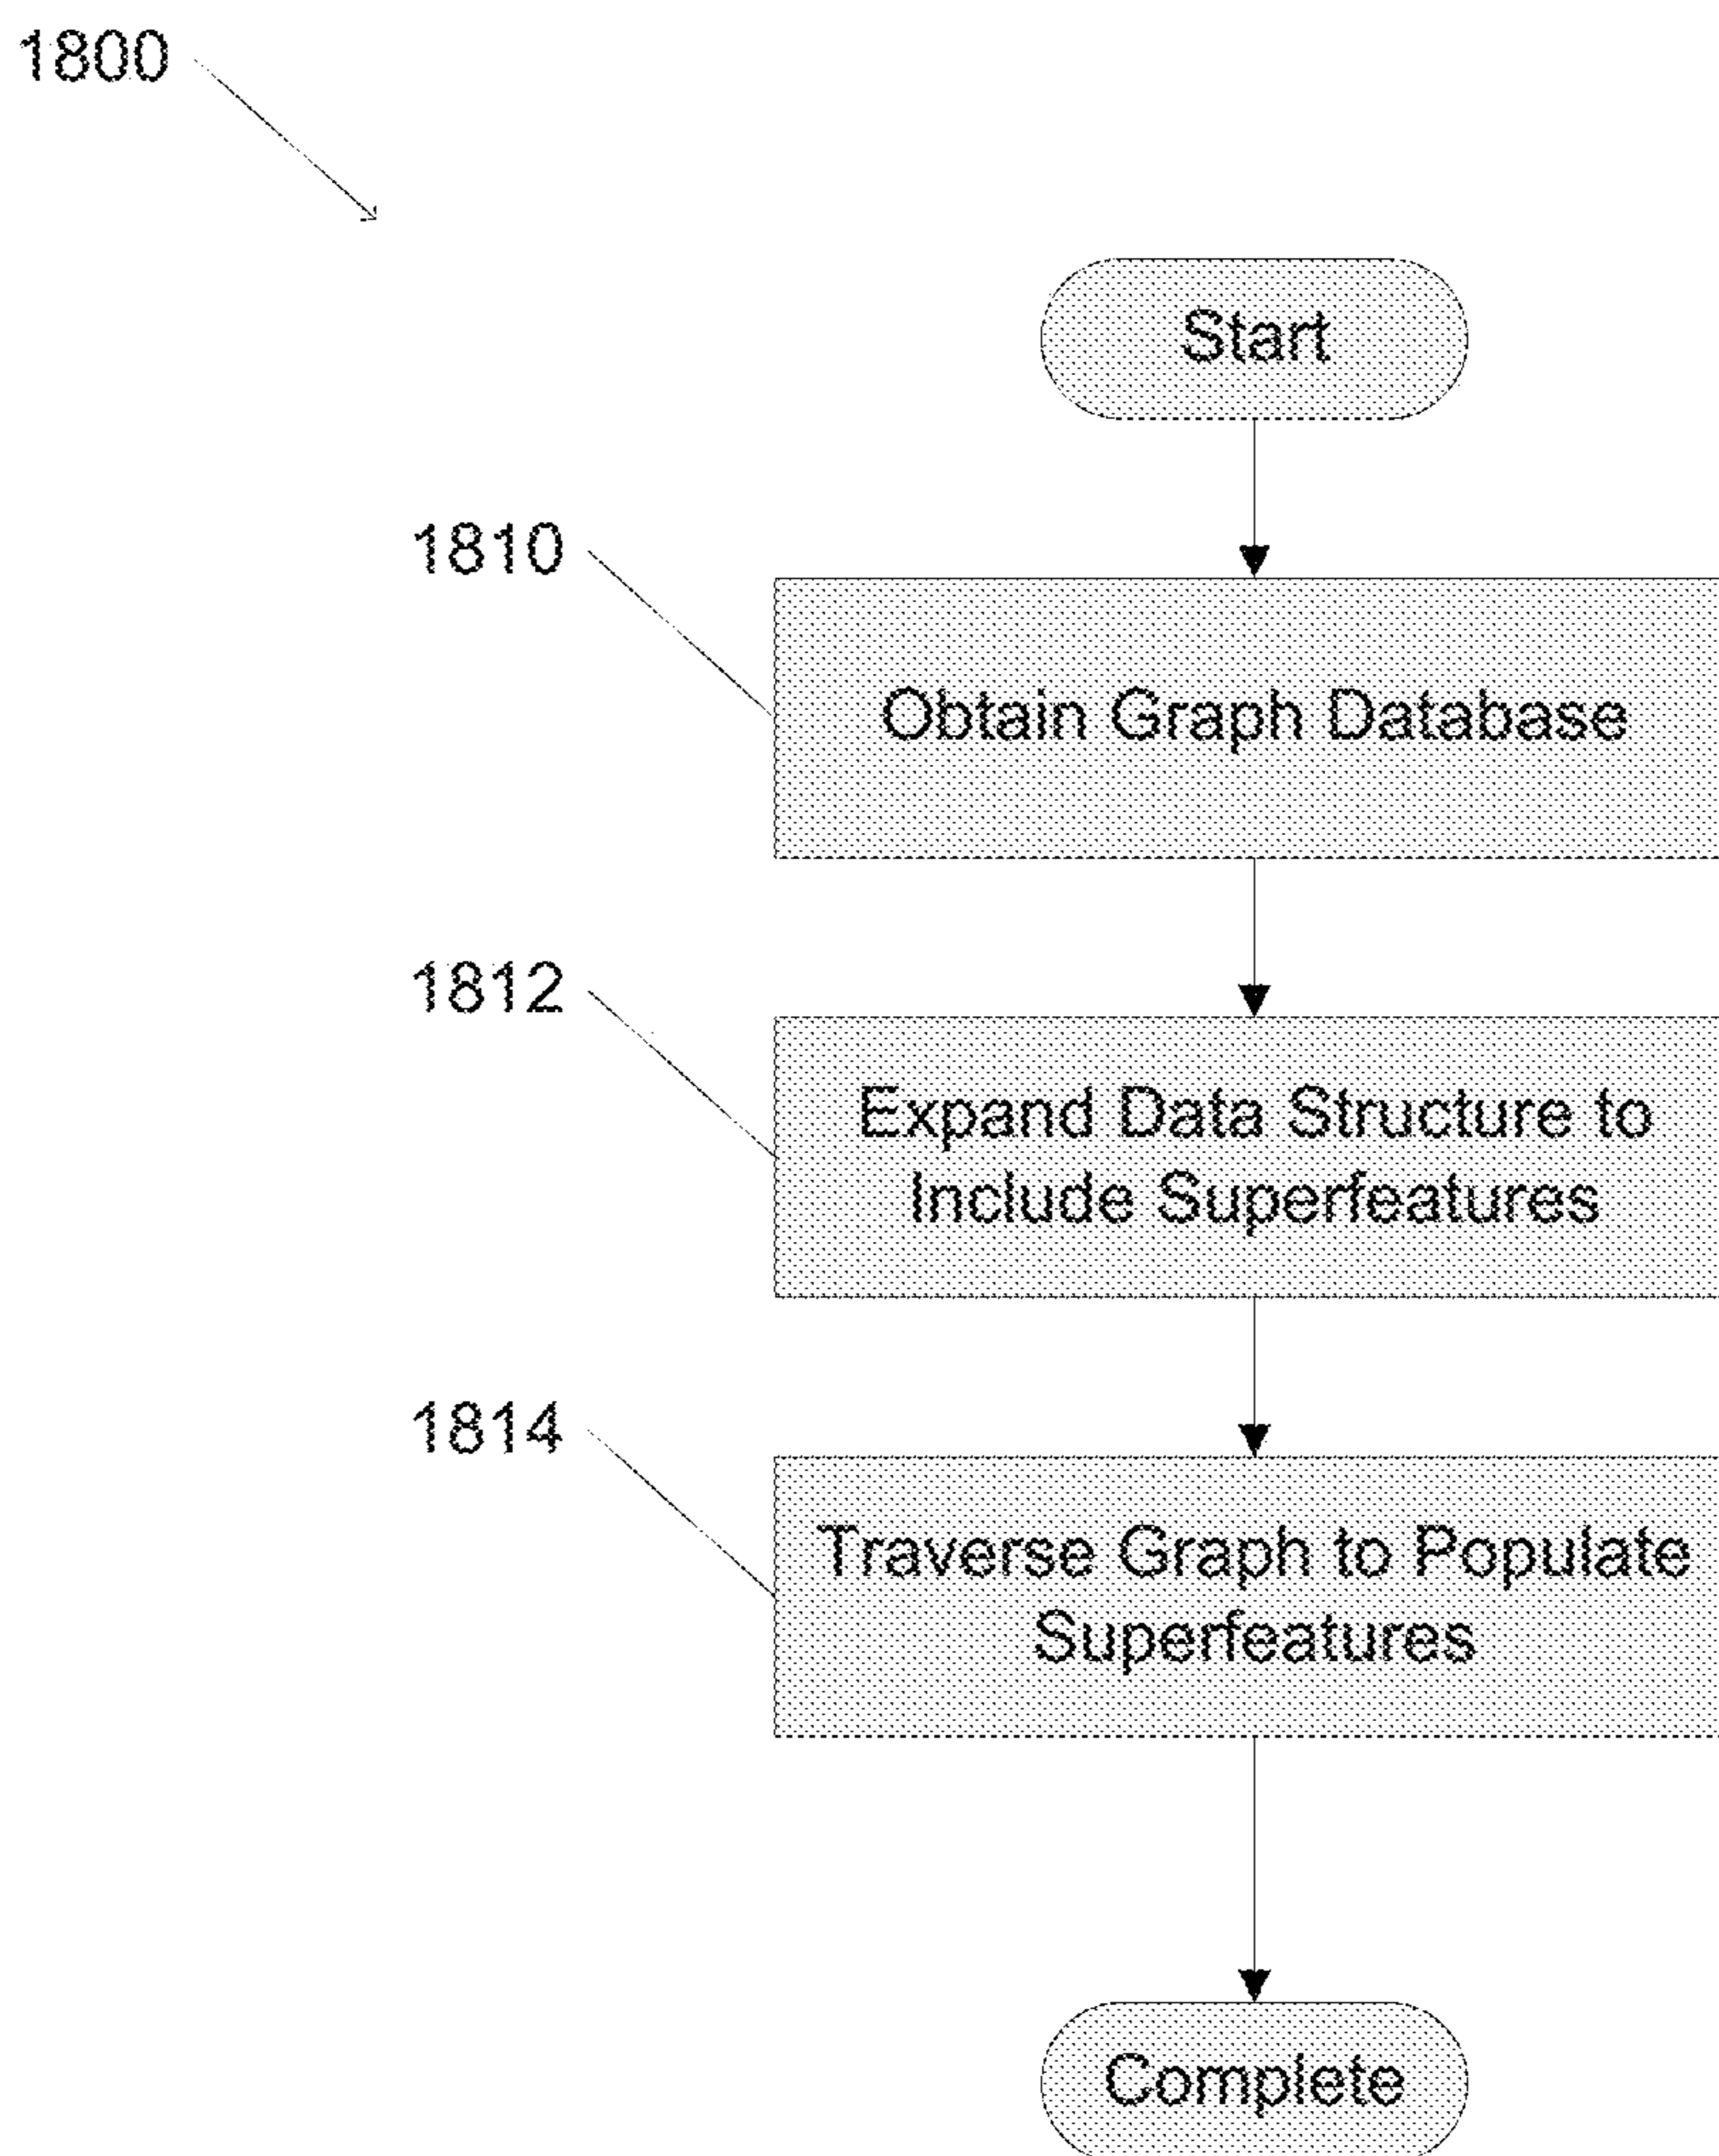 1800
Start
1810
Obtain Graph Database
1812
Expand Data Structure to
Include Superfeatures
1814
Traverse Graph to Populate
Superfeatures
Complete